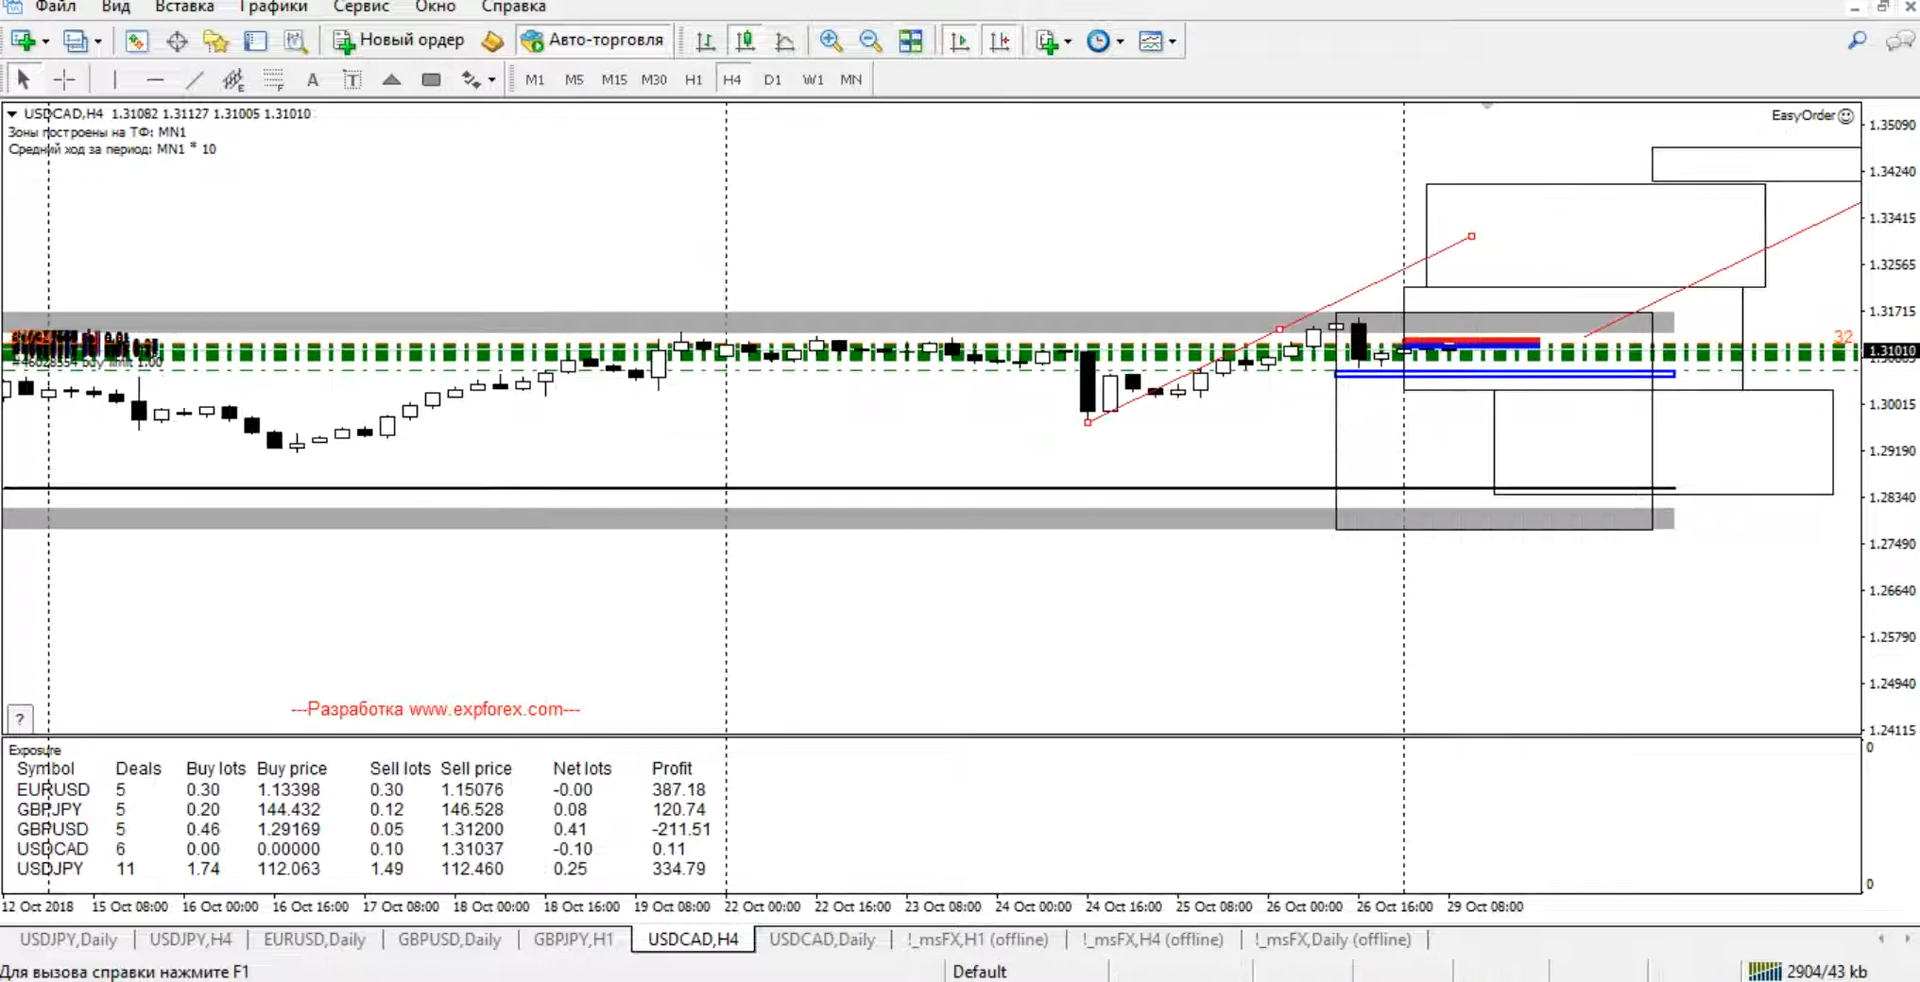 Файл Вид Вставка Графики Сервис Окно Справка
Новый ордер Авто-торговля
A T M1 M5 M15 M30 H1 H4 D1 W1 MN
USDCAD,H4 1.31082 1.31127 1.31005 1.31010
EasyOrder
Зоны построены на ТФ: MN1
Средний ход за период: MN1 * 10
1.35090
1.34240
1.33415
1.32565
1.31715
32
1.31010
#46028554 buy limit 1.00
1.30015
1.29190
1.28340
1.27490
1.26640
1.25790
1.24940
1.24115
---Разработка www.expforex.com---
?
Exposure
0
Symbol Deals Buy lots Buy price Sell lots Sell price Net lots Profit
EURUSD 5 0.30 1.13398 0.30 1.15076 -0.00 387.18
GBPJPY 5 0.20 144.432 0.12 146.528 0.08 120.74
GBPUSD 5 0.46 1.29169 0.05 1.31200 0.41 -211.51
USDCAD 6 0.00 0.00000 0.10 1.31037 -0.10 0.11
USDJPY 11 1.74 112.063 1.49 112.460 0.25 334.79
0
12 Oct 2018 15 Oct 08:00 16 Oct 00:00 16 Oct 16:00 17 Oct 08:00 18 Oct 00:00 18 Oct 16:00 19 Oct 08:00 22 Oct 00:00 22 Oct 16:00 23 Oct 08:00 24 Oct 00:00 24 Oct 16:00 25 Oct 08:00 26 Oct 00:00 26 Oct 16:00 29 Oct 08:00
USDJPY,Daily USDJPY,H4 EURUSD,Daily GBPUSD,Daily GBPJPY,H1 USDCAD,H4 USDCAD,Daily !_msFX,H1 (offline) !_msFX,H4 (offline) !_msFX,Daily (offline)
Для вызова справки нажмите F1 Default 2904/43 kb